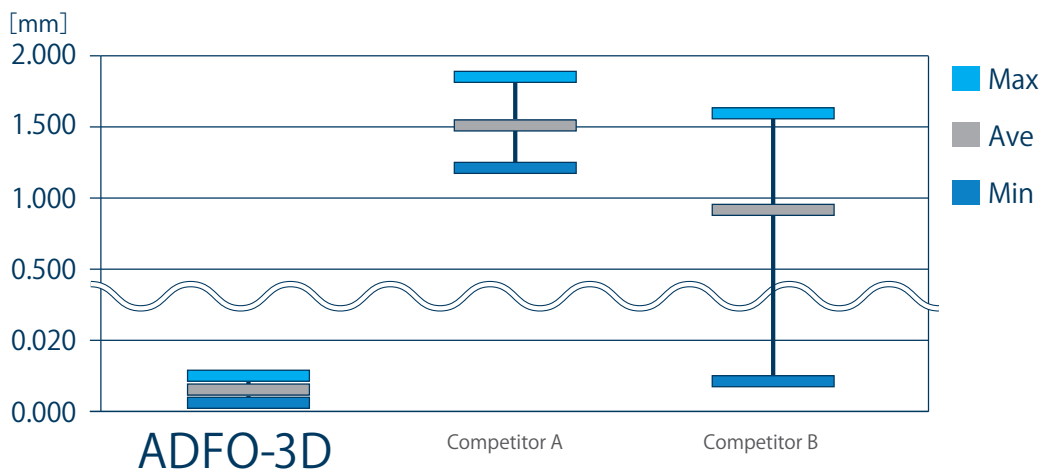 [mm]
2.000
1.500
1.000
0.500
0.020
0.000
ADFO-3D
Competitor A
Competitor B
Max
Ave
Min